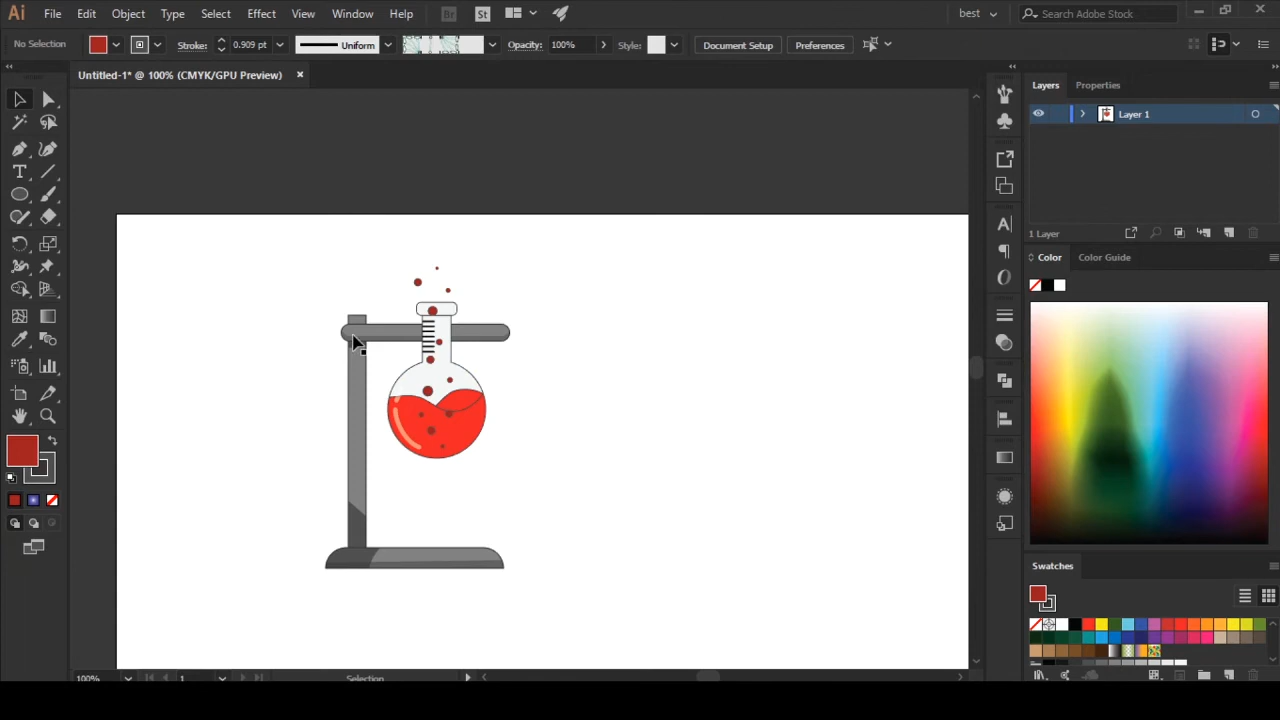 Ai File Edit Object Type Select Effect View Window Help Br St best Search Adobe Stock
No Selection Stroke: 0.909 pt Uniform Opacity: 100% Style: Document Setup Preferences
Untitled-1* @ 100% (CMYK/GPU Preview)
Layers Properties
Layer 1
1 Layer
Color Color Guide
Swatches
100% 1 Selection